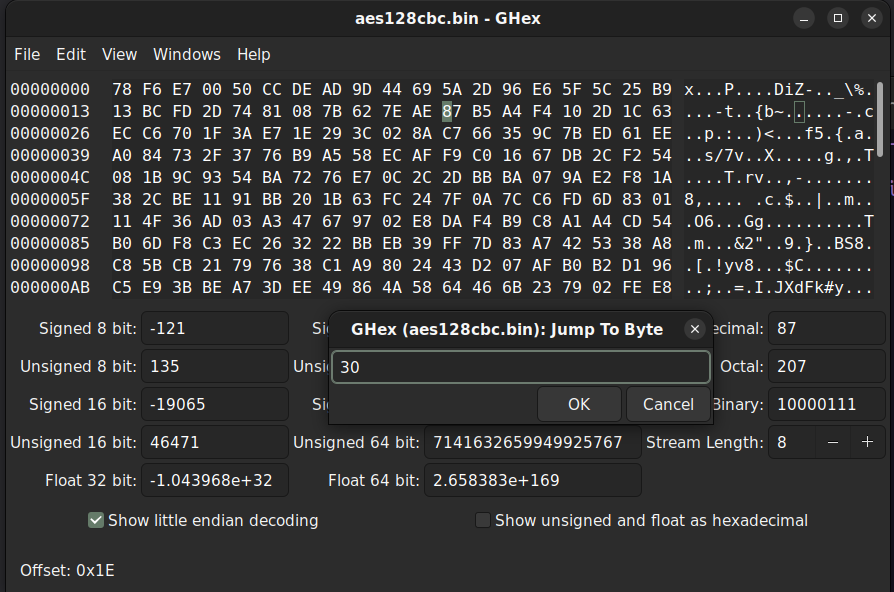 aes128cbc.bin - GHex
File Edit View Windows Help
00000000 78 F6 E7 00 50 CC DE AD 9D 44 69 5A 2D 96 E6 5F 5C 25 B9 x...P....DiZ-.._\%.
00000013 13 BC FD 2D 74 81 08 7B 62 7E AE 87 B5 A4 F4 10 2D 1C 63 ...-t..{b~......-.c
00000026 EC C6 70 1F 3A E7 1E 29 3C 02 8A C7 66 35 9C 7B ED 61 EE ..p.:..)<...f5.{.a.
00000039 A0 84 73 2F 37 76 B9 A5 58 EC AF F9 C0 16 67 DB 2C F2 54 ..s/7v..X.....g.,.T
0000004C 08 1B 9C 93 54 BA 72 76 E7 0C 2C 2D BB BA 07 9A E2 F8 1A ....T.rv..,-.......
0000005F 38 2C BE 11 91 BB 20 1B 63 FC 24 7F 0A 7C C6 FD 6D 83 01 8,.... .c.$..|..m..
00000072 11 4F 36 AD 03 A3 47 67 97 02 E8 DA F4 B9 C8 A1 A4 CD 54 .O6...Gg..........T
00000085 B0 6D F8 C3 EC 26 32 22 BB EB 39 FF 7D 83 A7 42 53 38 A8 .m...&2"..9.}..BS8.
00000098 C8 5B CB 21 79 76 38 C1 A9 80 24 43 D2 07 AF B0 B2 D1 96 .[.!yv8...$C.......
000000AB C5 E9 3B BE A7 3D EE 49 86 4A 58 64 46 6B 23 79 02 FE E8 ..;..=.I.JXdFk#y...
Signed 8 bit: -121 Si GHex (aes128cbc.bin): Jump To Byte ecimal: 87
Unsigned 8 bit: 135 Unsi 30 Octal: 207
Signed 16 bit: -19065 Si OK Cancel Binary: 10000111
Unsigned 16 bit: 46471 Unsigned 64 bit: 7141632659949925767 Stream Length: 8
Float 32 bit: -1.043968e+32 Float 64 bit: 2.658383e+169
Show little endian decoding Show unsigned and float as hexadecimal
Offset: 0x1E